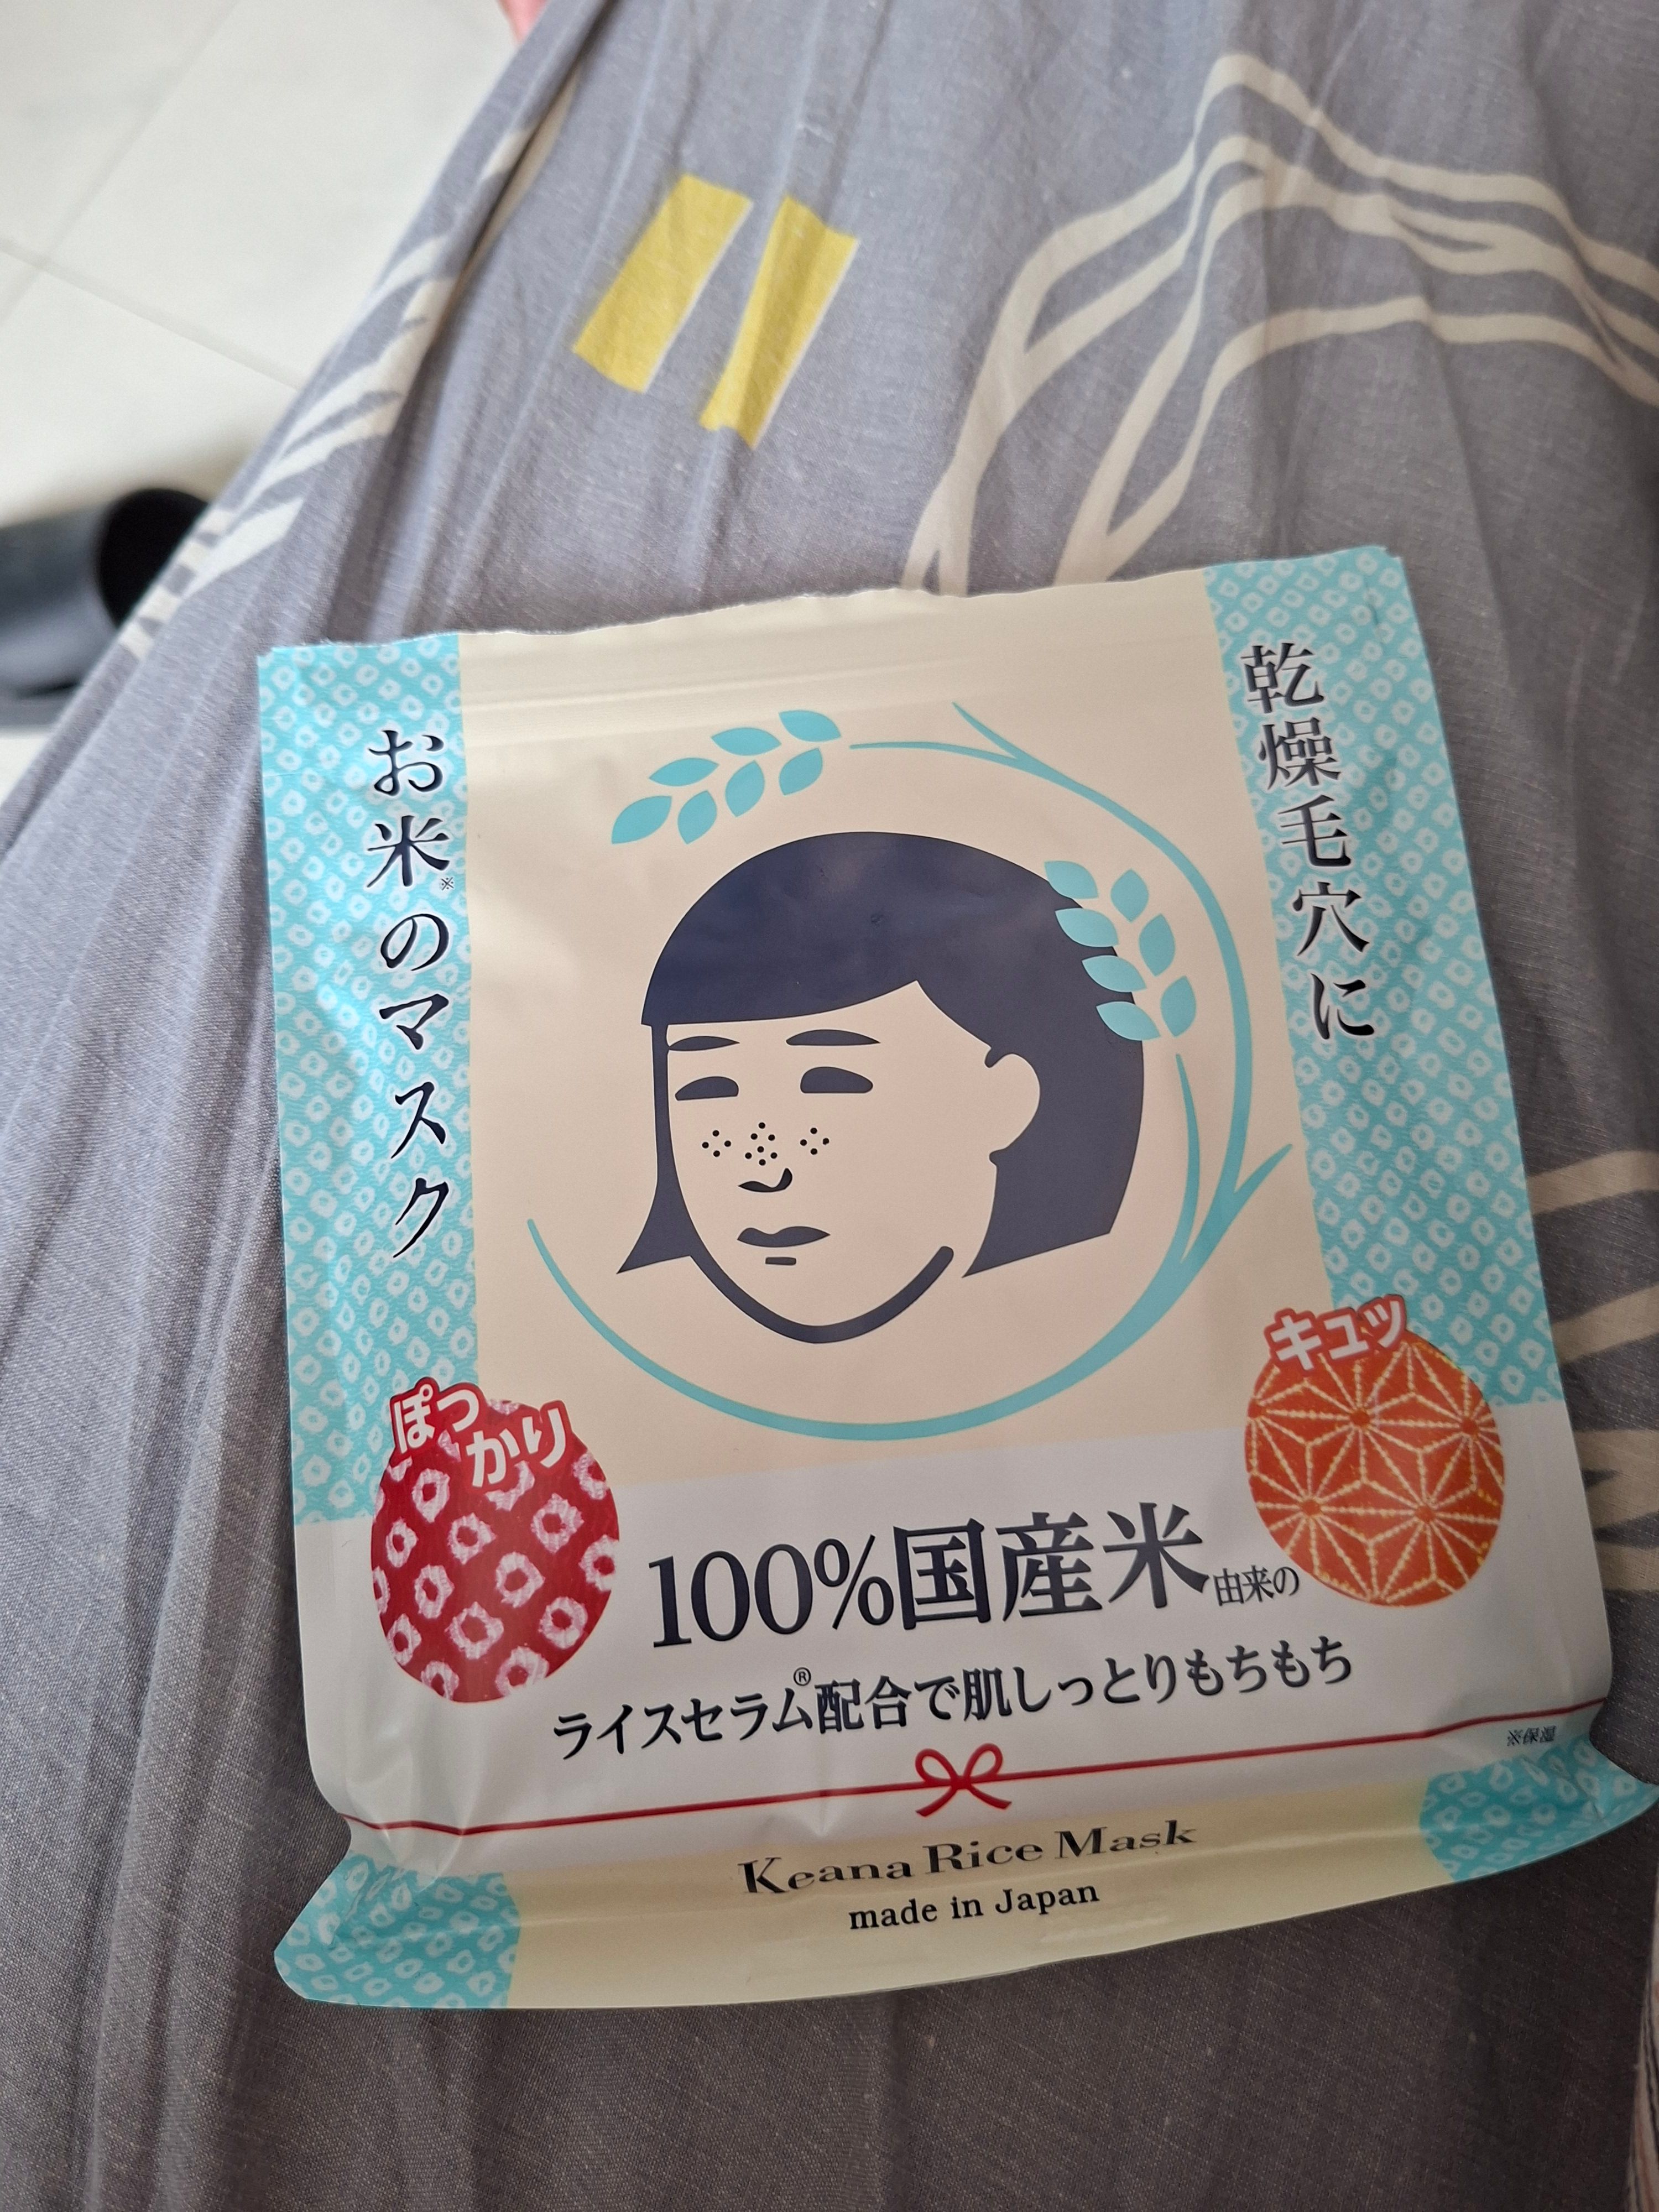 乾燥毛穴に
お米※のマスク
ぽっかり
キュッ
100%国産米由来の
ライスセラム®配合で肌しっとりもちもち
※保湿
Keana Rice Mask
made in Japan